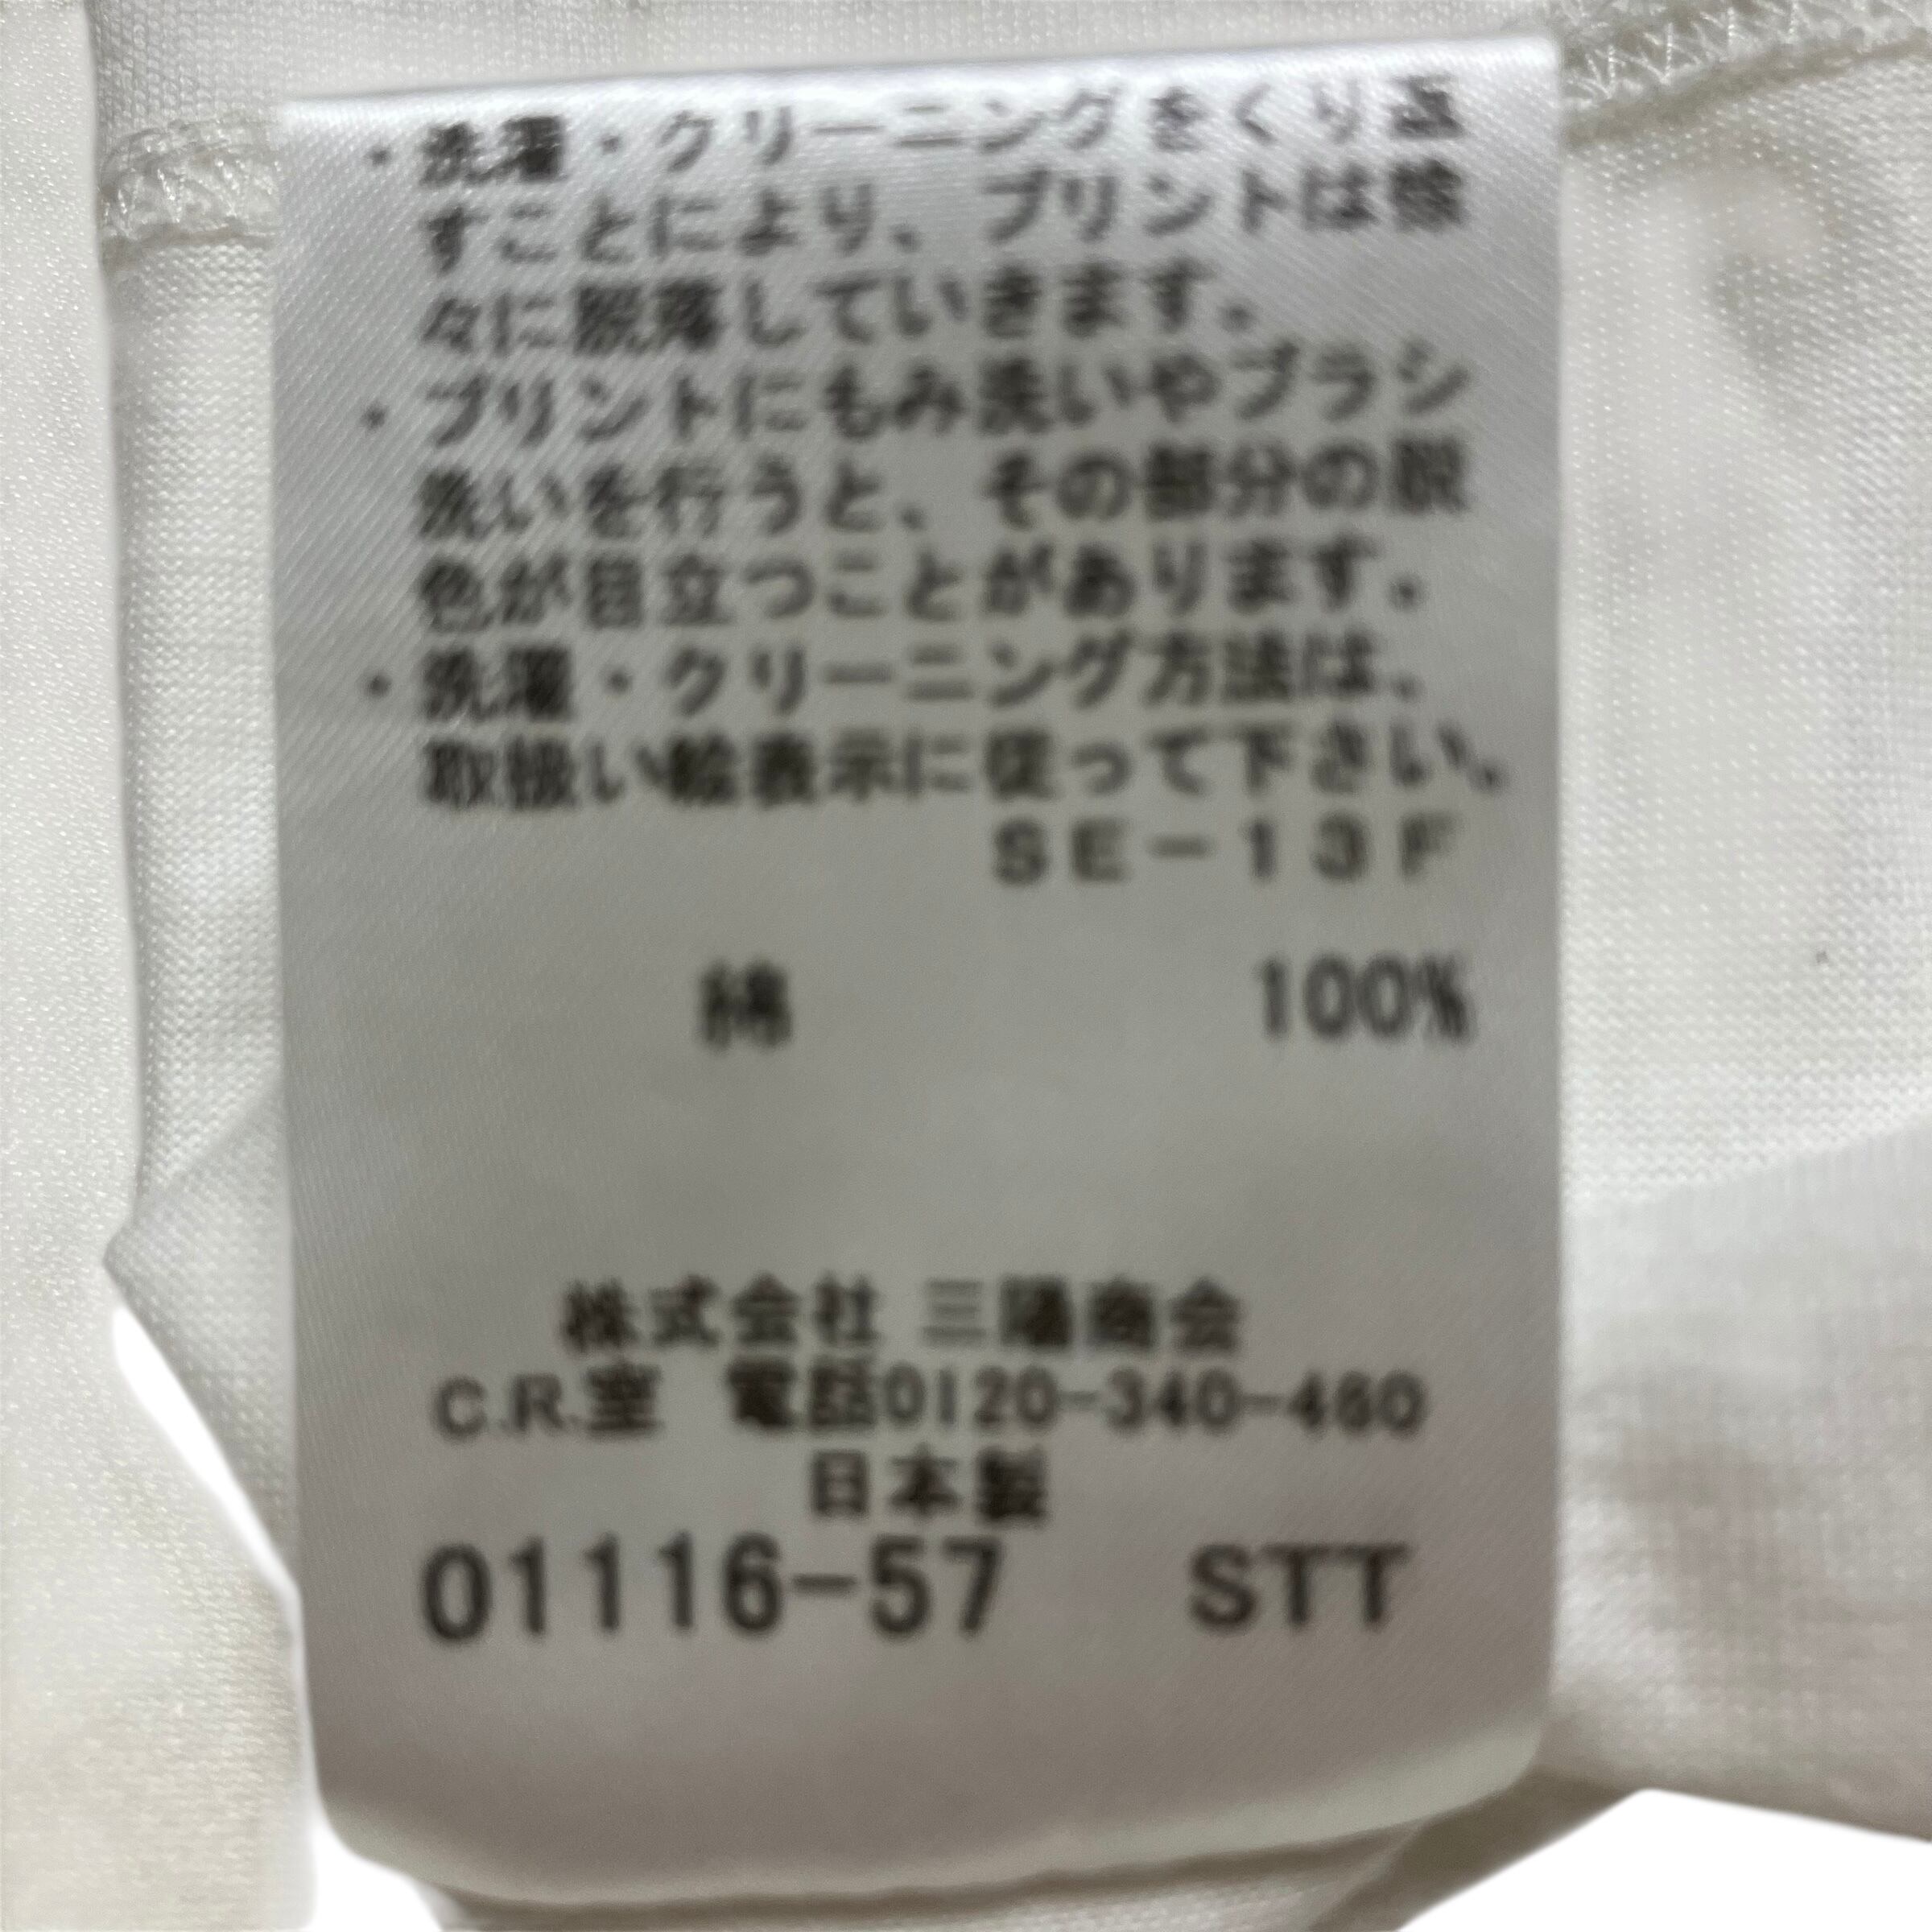 ・洗濯・クリーニングをくり返
すことにより、プリントは徐
々に脱落していきます。
・プリントにもみ洗いやブラシ
洗いを行うと、その部分の脱
色が目立つことがあります。
・洗濯・クリーニング方法は、
取扱い絵表示に従って下さい。
SE-13F
綿 100%
株式会社 三陽商会
C.R.室 電話0120-340-460
日本製
01116-57 STT